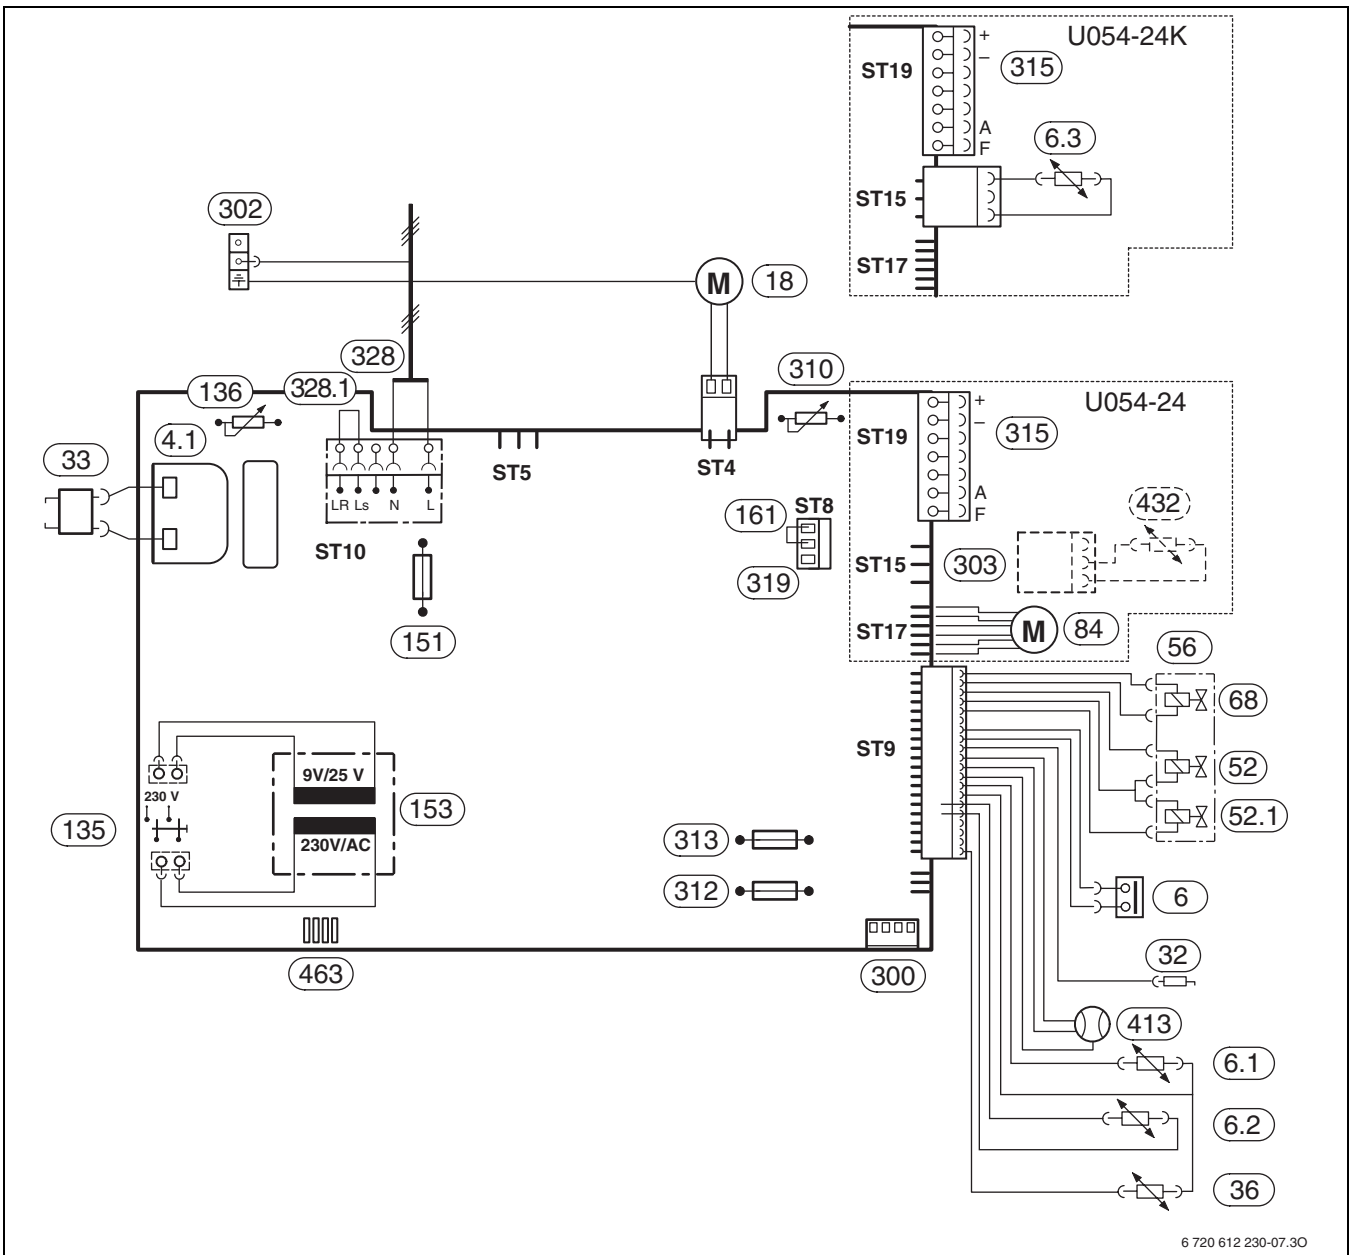 U054-24K
ST19
+
–
315
A
F
6.3
ST15
ST17
302
M
18
328
136
328.1
310
4.1
33
ST5
ST4
U054-24
ST19
+
–
315
A
F
LR Ls N L
ST10
161
ST8
319
432
ST15
303
151
ST17
M
84
56
68
ST9
52
52.1
9V/25 V
230 V
153
135
230V/AC
313
312
6
463
300
32
413
6.1
6.2
36
6 720 612 230-07.3O